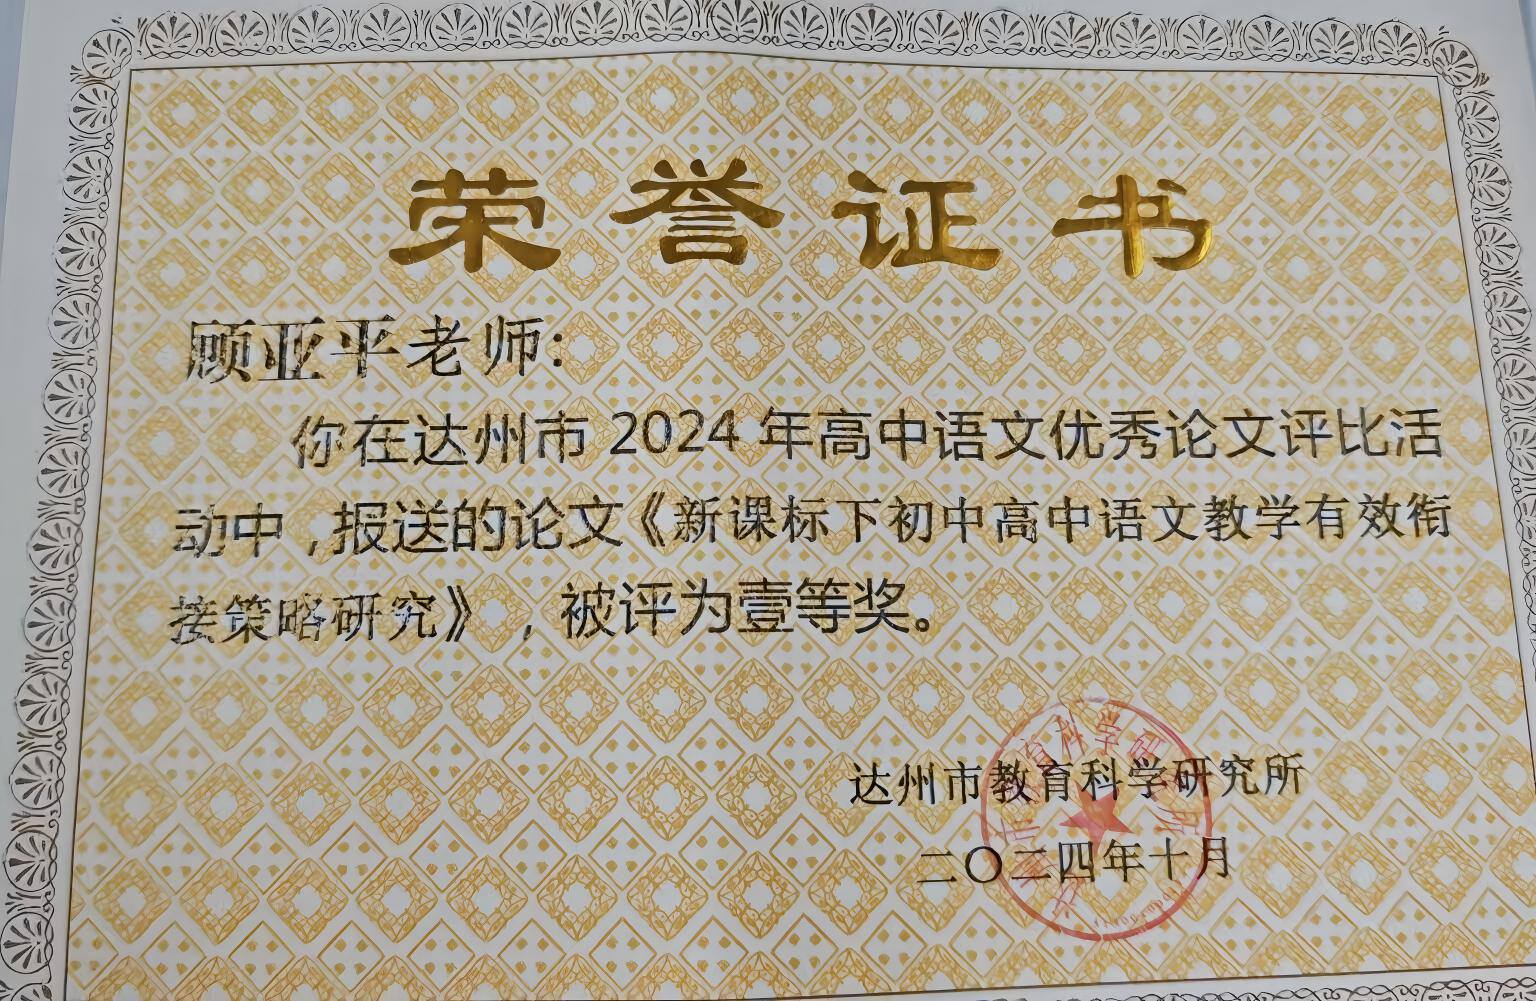 荣誉证书
顾亚平老师:
你在达州市 2024 年高中语文优秀论文评比活
动中,报送的论文《新课标下初中高中语文教学有效衔
接策略研究》,被评为壹等奖。
达州市教育科学研究所
二〇二四年十月